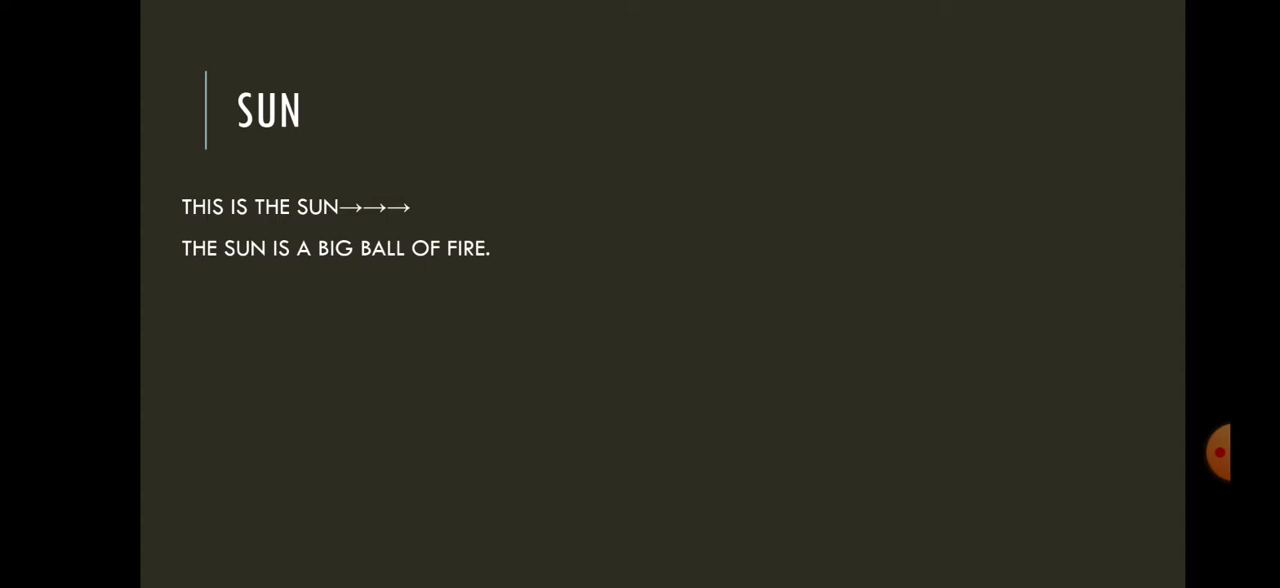 SUN
THIS IS THE SUN→→→
THE SUN IS A BIG BALL OF FIRE.